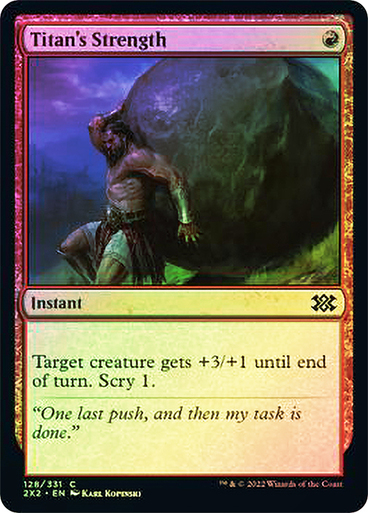 Titan's Strength
Instant
Target creature gets +3/+1 until end
of turn. Scry 1.
“One last push, and then my task is
done.”
128/331 C
2X2 • EN Karl Kopinski
™ & © 2022 Wizards of the Coast